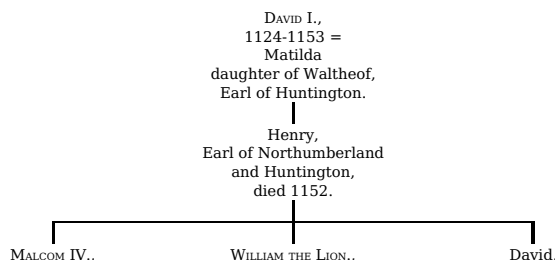 David I.,
1124-1153 =
Matilda
daughter of Waltheof,
Earl of Huntington.
Henry,
Earl of Northumberland
and Huntington,
died 1152.
Malcom IV.,
William the Lion.,
David,